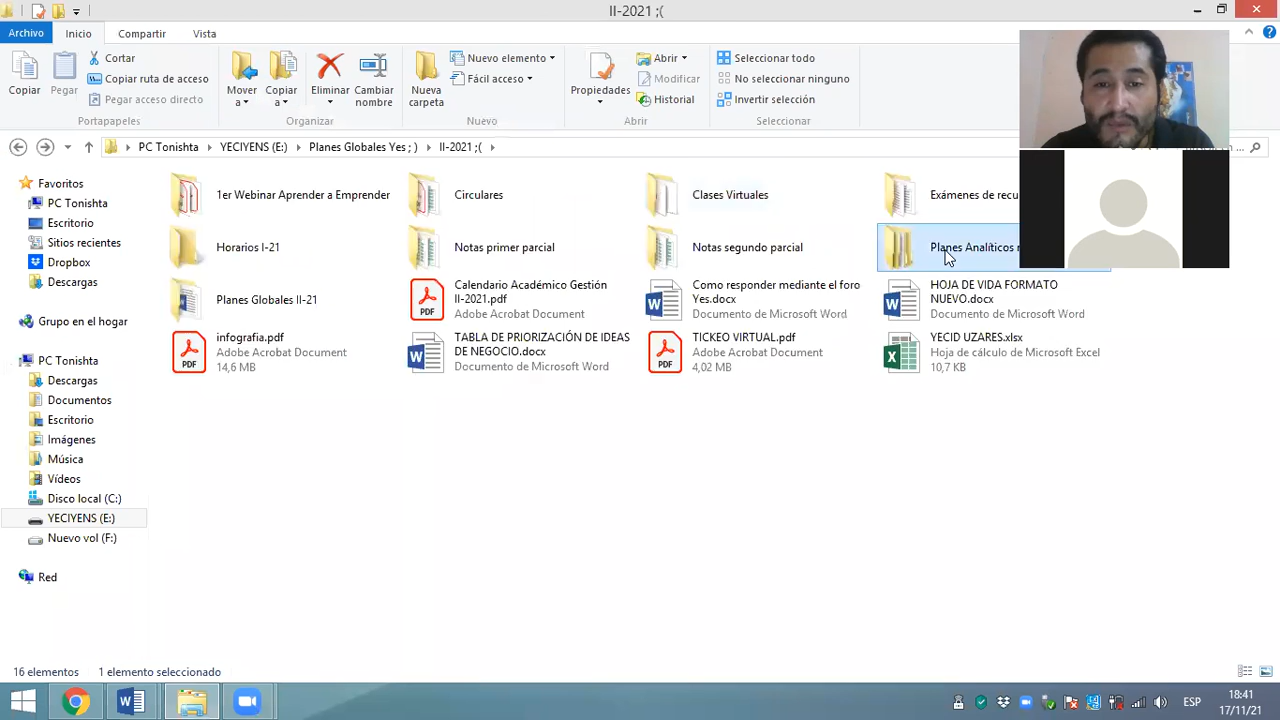 II-2021 ;(
Archivo
Inicio
Compartir
Vista
Copiar
Pegar
Cortar
Copiar ruta de acceso
Pegar acceso directo
Portapapeles
Mover a
Copiar a
Eliminar
Cambiar nombre
Organizar
Nueva carpeta
Nuevo elemento
Fácil acceso
Nuevo
Propiedades
Abrir
Modificar
Historial
Abrir
Seleccionar todo
No seleccionar ninguno
Invertir selección
Seleccionar
PC Tonishta
YECIYENS (E:)
Planes Globales Yes ; )
II-2021 ;(
Favoritos
PC Tonishta
Escritorio
Sitios recientes
Dropbox
Descargas
Grupo en el hogar
PC Tonishta
Descargas
Documentos
Escritorio
Imágenes
Música
Vídeos
Disco local (C:)
YECIYENS (E:)
Nuevo vol (F:)
Red
1er Webinar Aprender a Emprender
Circulares
Clases Virtuales
Exámenes de
Horarios I-21
Notas primer parcial
Notas segundo parcial
Planes Analíticos
Planes Globales II-21
Calendario Académico Gestión
II-2021.pdf
Adobe Acrobat Document
Como responder mediante el foro
Yes.docx
Documento de Microsoft Word
HOJA DE VIDA FORMATO
NUEVO.docx
Documento de Microsoft Word
infografia.pdf
Adobe Acrobat Document
14,6 MB
TABLA DE PRIORIZACIÓN DE IDEAS
DE NEGOCIO.docx
Documento de Microsoft Word
TICKEO VIRTUAL.pdf
Adobe Acrobat Document
4,02 MB
YECID UZARES.xlsx
Hoja de cálculo de Microsoft Excel
10,7 KB
16 elementos
1 elemento seleccionado
ESP
18:41
17/11/21